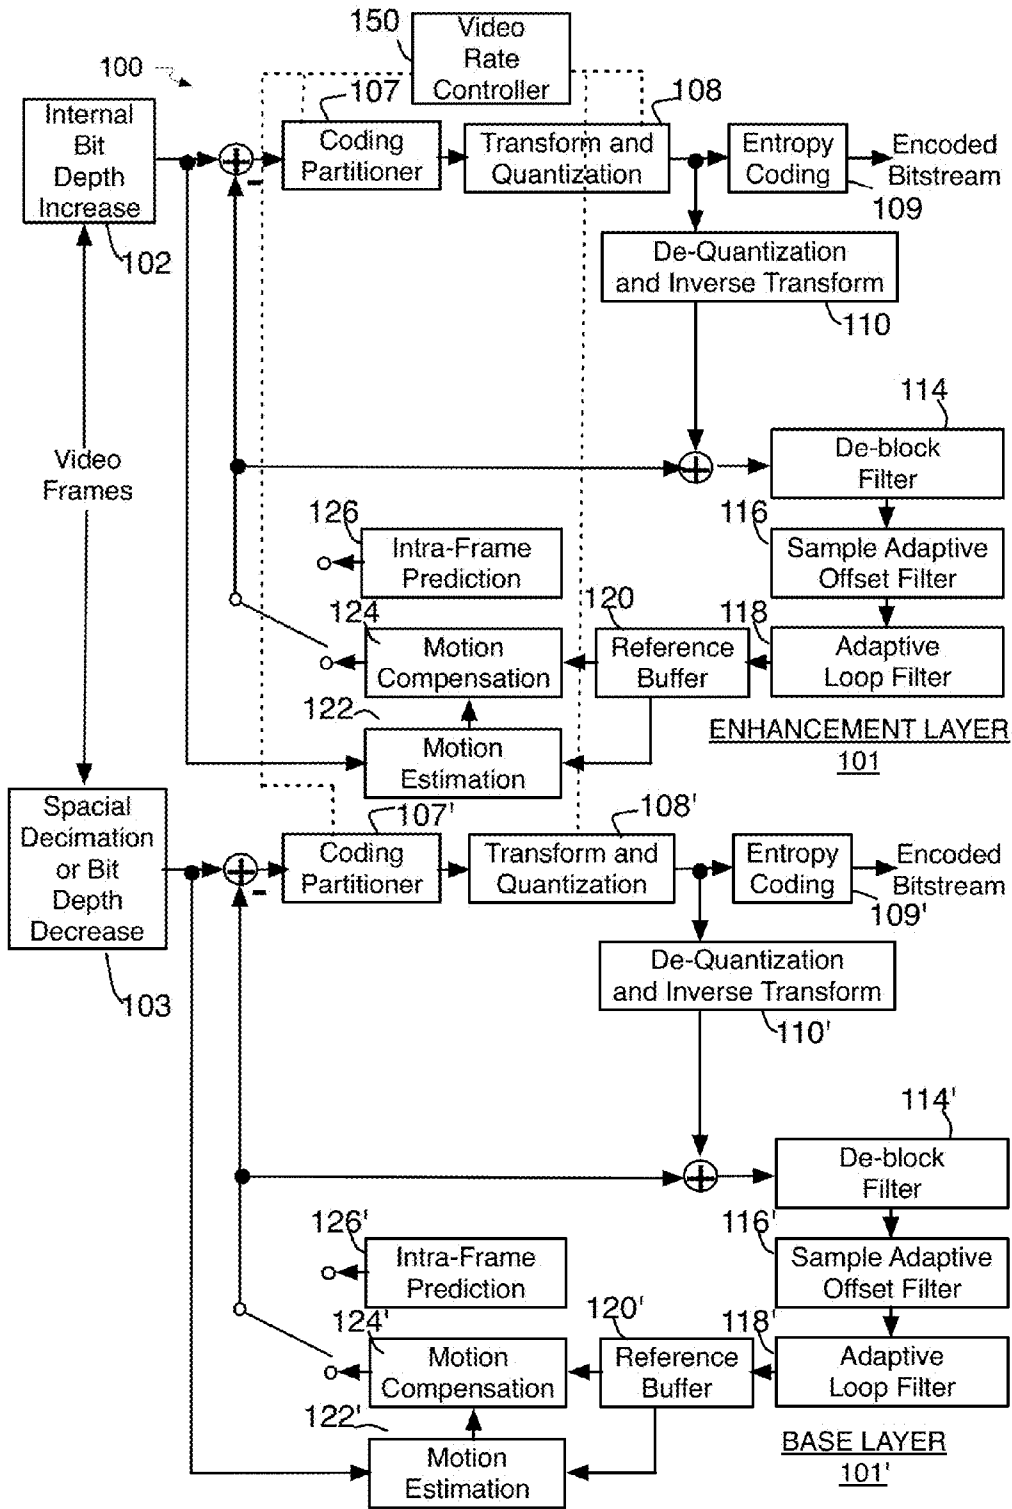 150
Video
Rate
Controller
100
107
108
Internal
Bit
Depth
Increase
Coding
Partitioner
Transform and
Quantization
Entropy
Coding
Encoded
Bitstream
109
102
De-Quantization
and Inverse Transform
110
114
Video
Frames
De-block
Filter
126
116
Intra-Frame
Prediction
Sample Adaptive
Offset Filter
124
120
118
Motion
Compensation
Reference
Buffer
Adaptive
Loop Filter
122
Motion
Estimation
ENHANCEMENT LAYER
101
107'
108'
Spacial
Decimation
or Bit
Depth
Decrease
Coding
Partitioner
Transform and
Quantization
Entropy
Coding
Encoded
Bitstream
109'
103
De-Quantization
and Inverse Transform
110'
114'
De-block
Filter
126'
116'
Intra-Frame
Prediction
Sample Adaptive
Offset Filter
124'
120'
118'
Motion
Compensation
Reference
Buffer
Adaptive
Loop Filter
122'
Motion
Estimation
BASE LAYER
101'